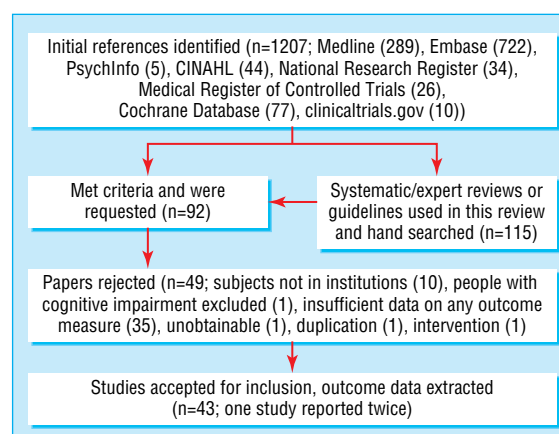 Initial references identified (n=1207; Medline (289), Embase (722),
PsychInfo (5), CINAHL (44), National Research Register (34),
Medical Register of Controlled Trials (26),
Cochrane Database (77), clinicaltrials.gov (10))
Met criteria and were
requested (n=92)
Systematic/expert reviews or
guidelines used in this review
and hand searched (n=115)
Papers rejected (n=49; subjects not in institutions (10), people with
cognitive impairment excluded (1), insufficient data on any outcome
measure (35), unobtainable (1), duplication (1), intervention (1)
Studies accepted for inclusion, outcome data extracted
(n=43; one study reported twice)